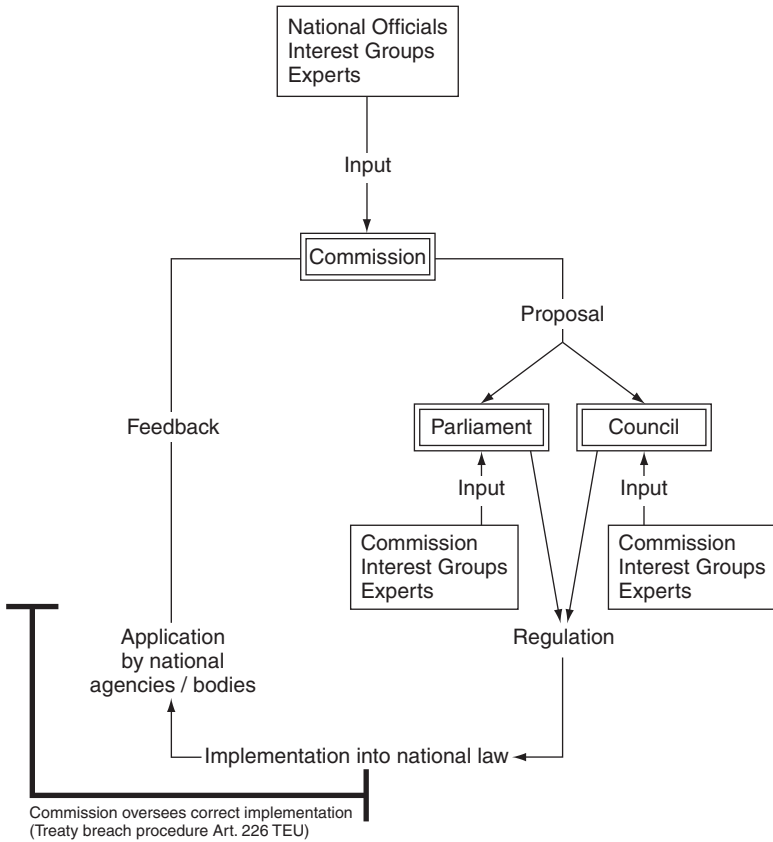 National Officials
Interest Groups
Experts
Input
Commission
Proposal
Feedback
Parliament
Council
Input
Input
Commission
Interest Groups
Experts
Commission
Interest Groups
Experts
Application
by national
agencies / bodies
Regulation
Implementation into national law
Commission oversees correct implementation
(Treaty breach procedure Art. 226 TEU)